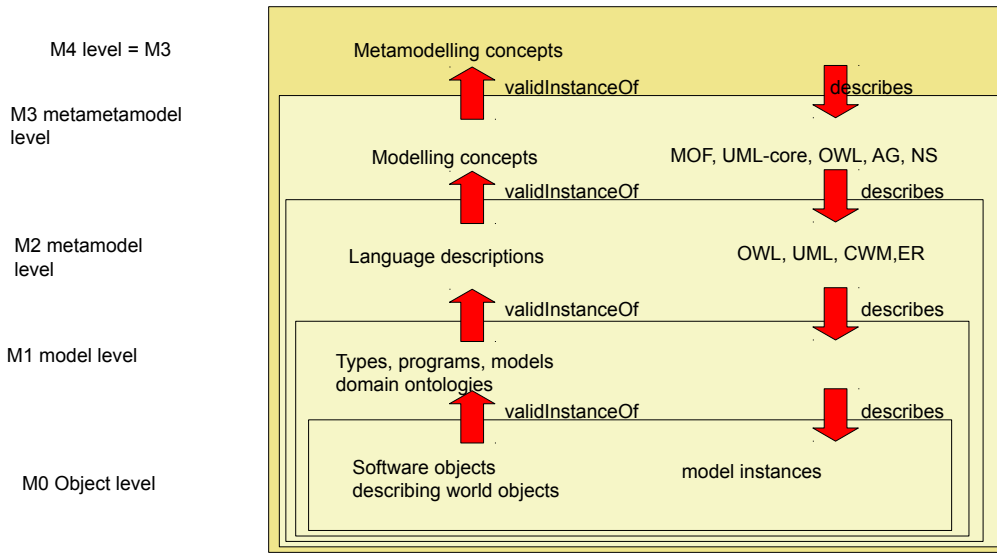 M4 level = M3
Metamodelling concepts
validInstanceOf
describes
M3 metametamodel
level
Modelling concepts
MOF, UML-core, OWL, AG, NS
validInstanceOf
describes
M2 metamodel
level
Language descriptions
OWL, UML, CWM,ER
validInstanceOf
describes
M1 model level
Types, programs, models
domain ontologies
validInstanceOf
describes
M0 Object level
Software objects
describing world objects
model instances